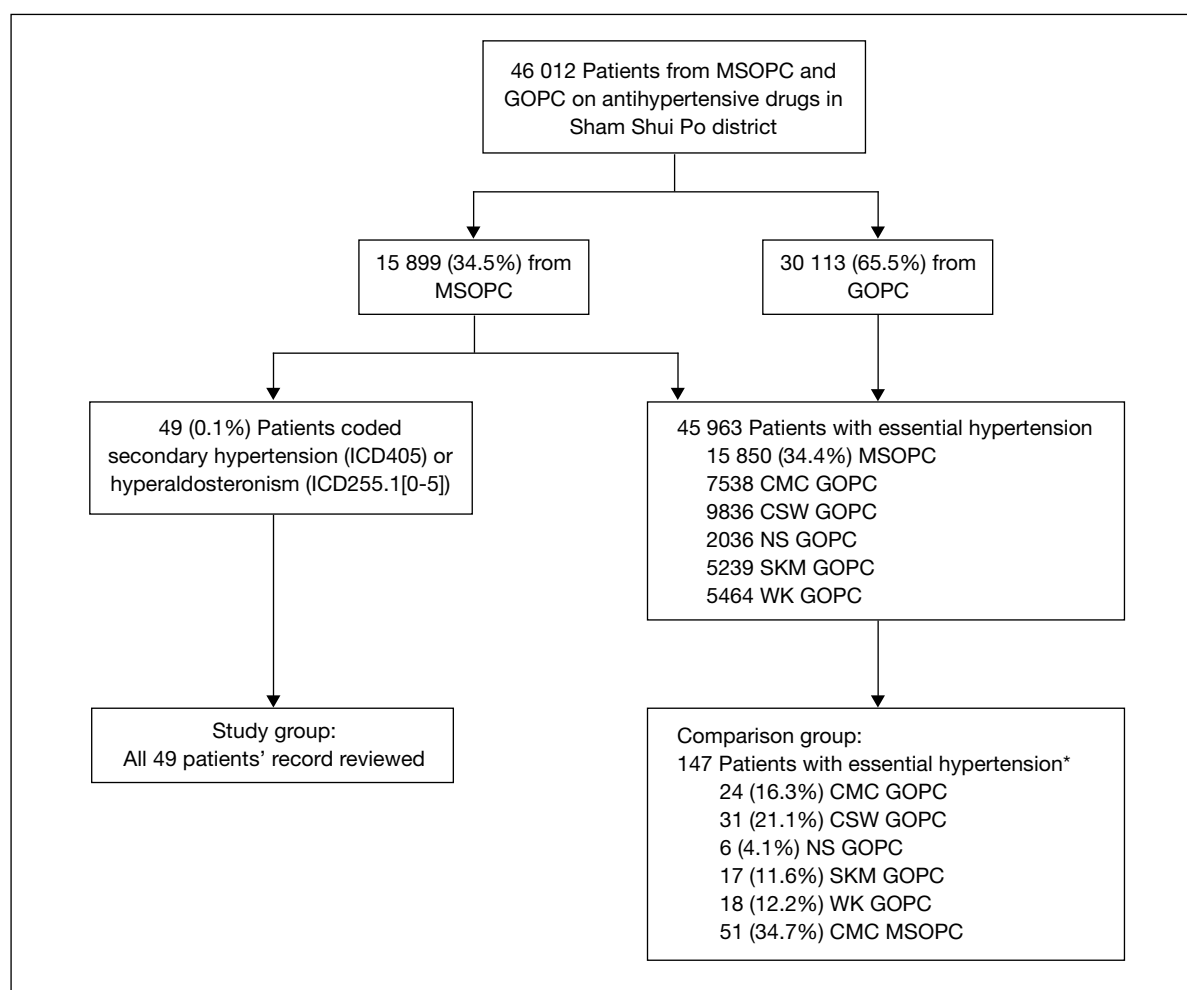 46 012 Patients from MSOPC and
GOPC on antihypertensive drugs in
Sham Shui Po district
15 899 (34.5%) from
MSOPC
30 113 (65.5%) from
GOPC
49 (0.1%) Patients coded
secondary hypertension (ICD405) or
hyperaldosteronism (ICD255.1[0-5])
45 963 Patients with essential hypertension
15 850 (34.4%) MSOPC
7538 CMC GOPC
9836 CSW GOPC
2036 NS GOPC
5239 SKM GOPC
5464 WK GOPC
Study group:
All 49 patients’ record reviewed
Comparison group:
147 Patients with essential hypertension*
24 (16.3%) CMC GOPC
31 (21.1%) CSW GOPC
6 (4.1%) NS GOPC
17 (11.6%) SKM GOPC
18 (12.2%) WK GOPC
51 (34.7%) CMC MSOPC